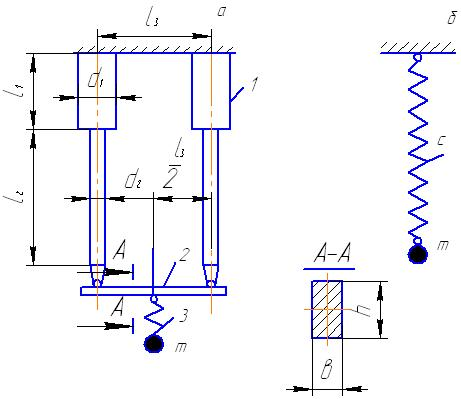 l₃
а
б
l₁
d₁
1
l₂
d₂
l₃
2
c
A
2
A-A
m
A
3
m
h
в